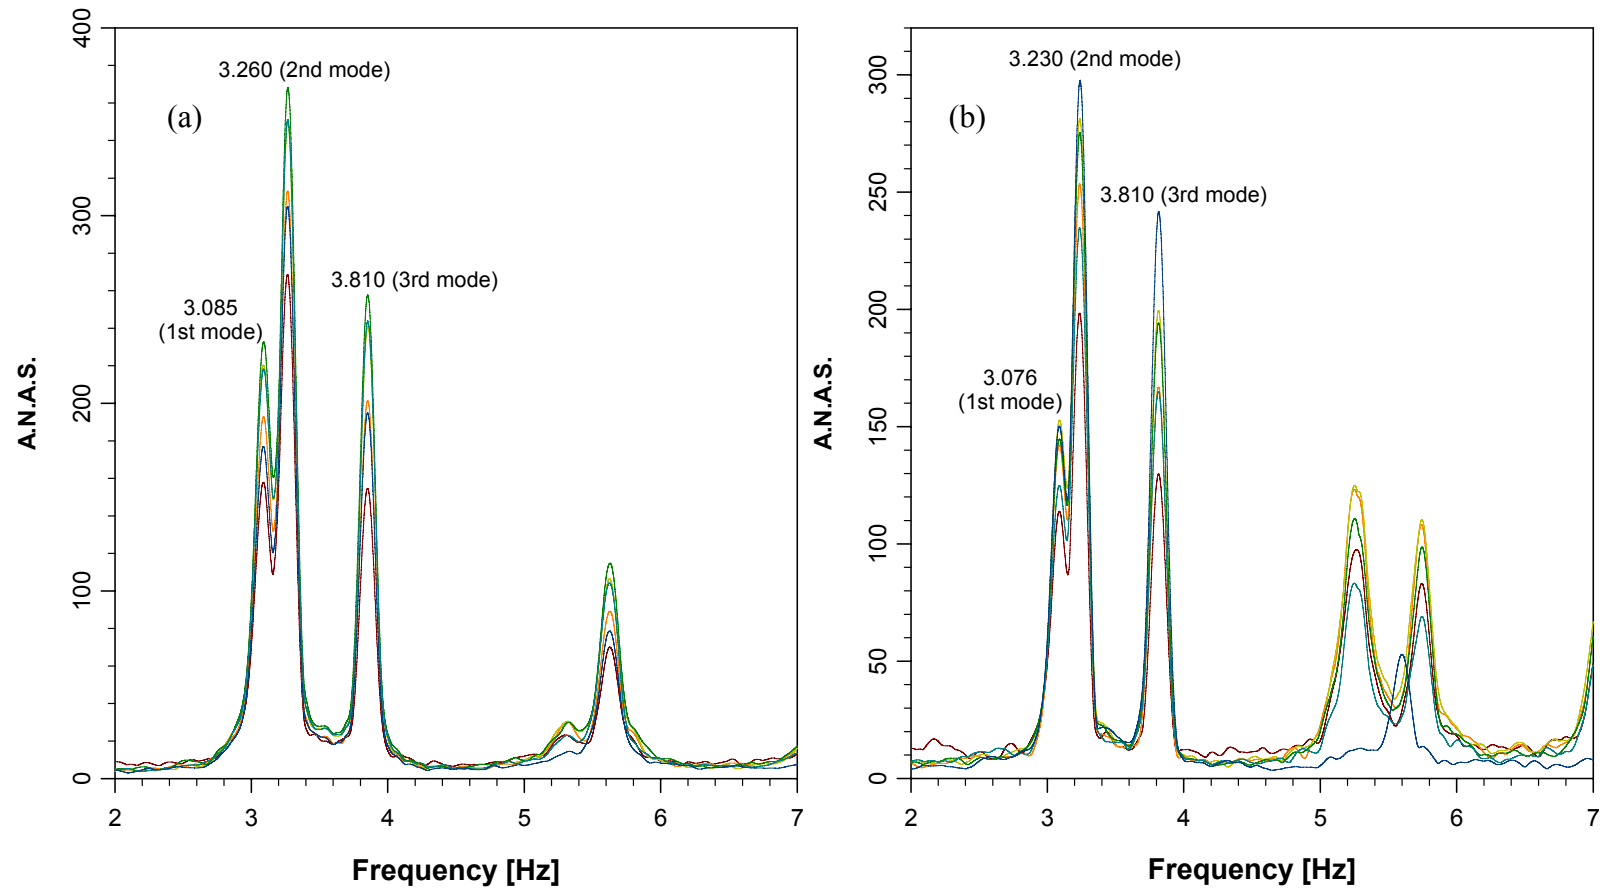 400
300
200
100
0
A.N.A.S.
(a)
3.260 (2nd mode)
3.085
(1st mode)
3.810 (3rd mode)
2 3 4 5 6 7
Frequency [Hz]
300
250
200
150
100
50
0
A.N.A.S.
(b)
3.230 (2nd mode)
3.810 (3rd mode)
3.076
(1st mode)
2 3 4 5 6 7
Frequency [Hz]